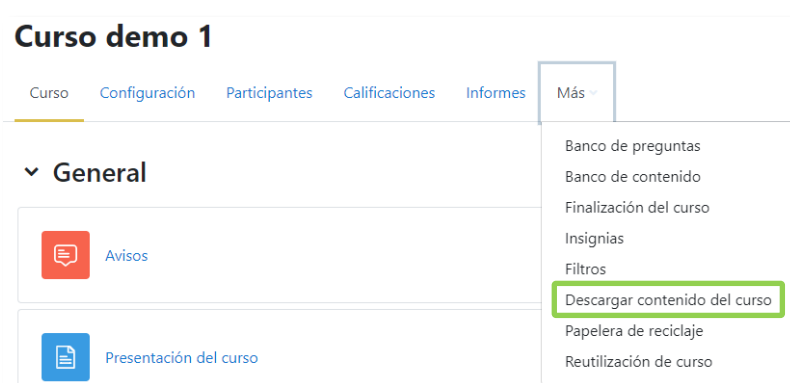 Curso demo 1
Curso Configuración Participantes Calificaciones Informes Más
Banco de preguntas
Banco de contenido
Finalización del curso
Insignias
Filtros
Descargar contenido del curso
Papelera de reciclaje
Reutilización de curso
General
Avisos
Presentación del curso